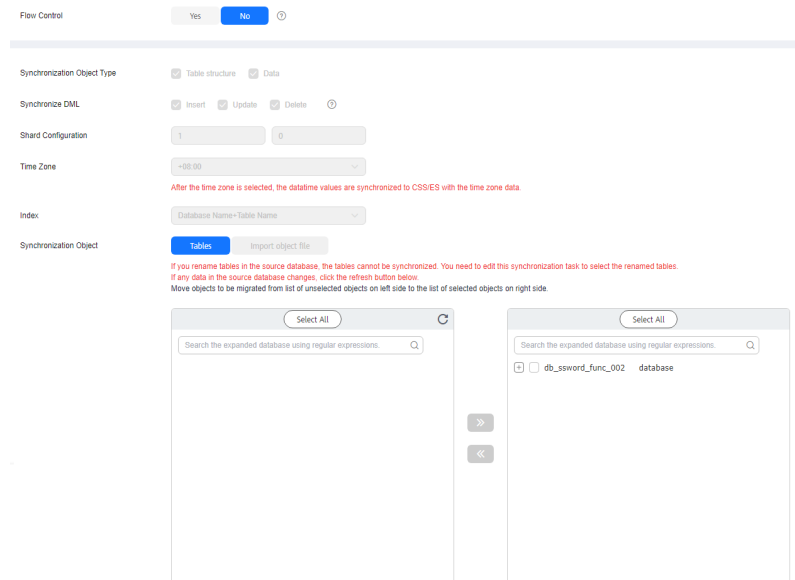 Flow Control Yes No
Synchronization Object Type Table structure Data
Synchronize DML Insert Update Delete
Shard Configuration 1 0
Time Zone +08:00
After the time zone is selected, the datatime values are synchronized to CSS/ES with the time zone data.
Index Database Name+Table Name
Synchronization Object Tables Import object file
If you rename tables in the source database, the tables cannot be synchronized. You need to edit this synchronization task to select the renamed tables.
If any data in the source database changes, click the refresh button below.
Move objects to be migrated from list of unselected objects on left side to the list of selected objects on right side.
Select All
Search the expanded database using regular expressions.
Select All
Search the expanded database using regular expressions.
db_ssword_func_002 database